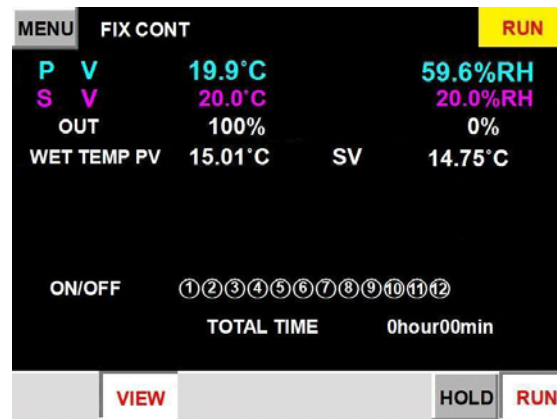 MENU FIX CONT RUN
P V 19.9°C 59.6%RH
S V 20.0°C 20.0%RH
OUT 100% 0%
WET TEMP PV 15.01°C SV 14.75°C
ON/OFF ①②③④⑤⑥⑦⑧⑨⑩⑪⑫
TOTAL TIME 0hour00min
VIEW HOLD RUN